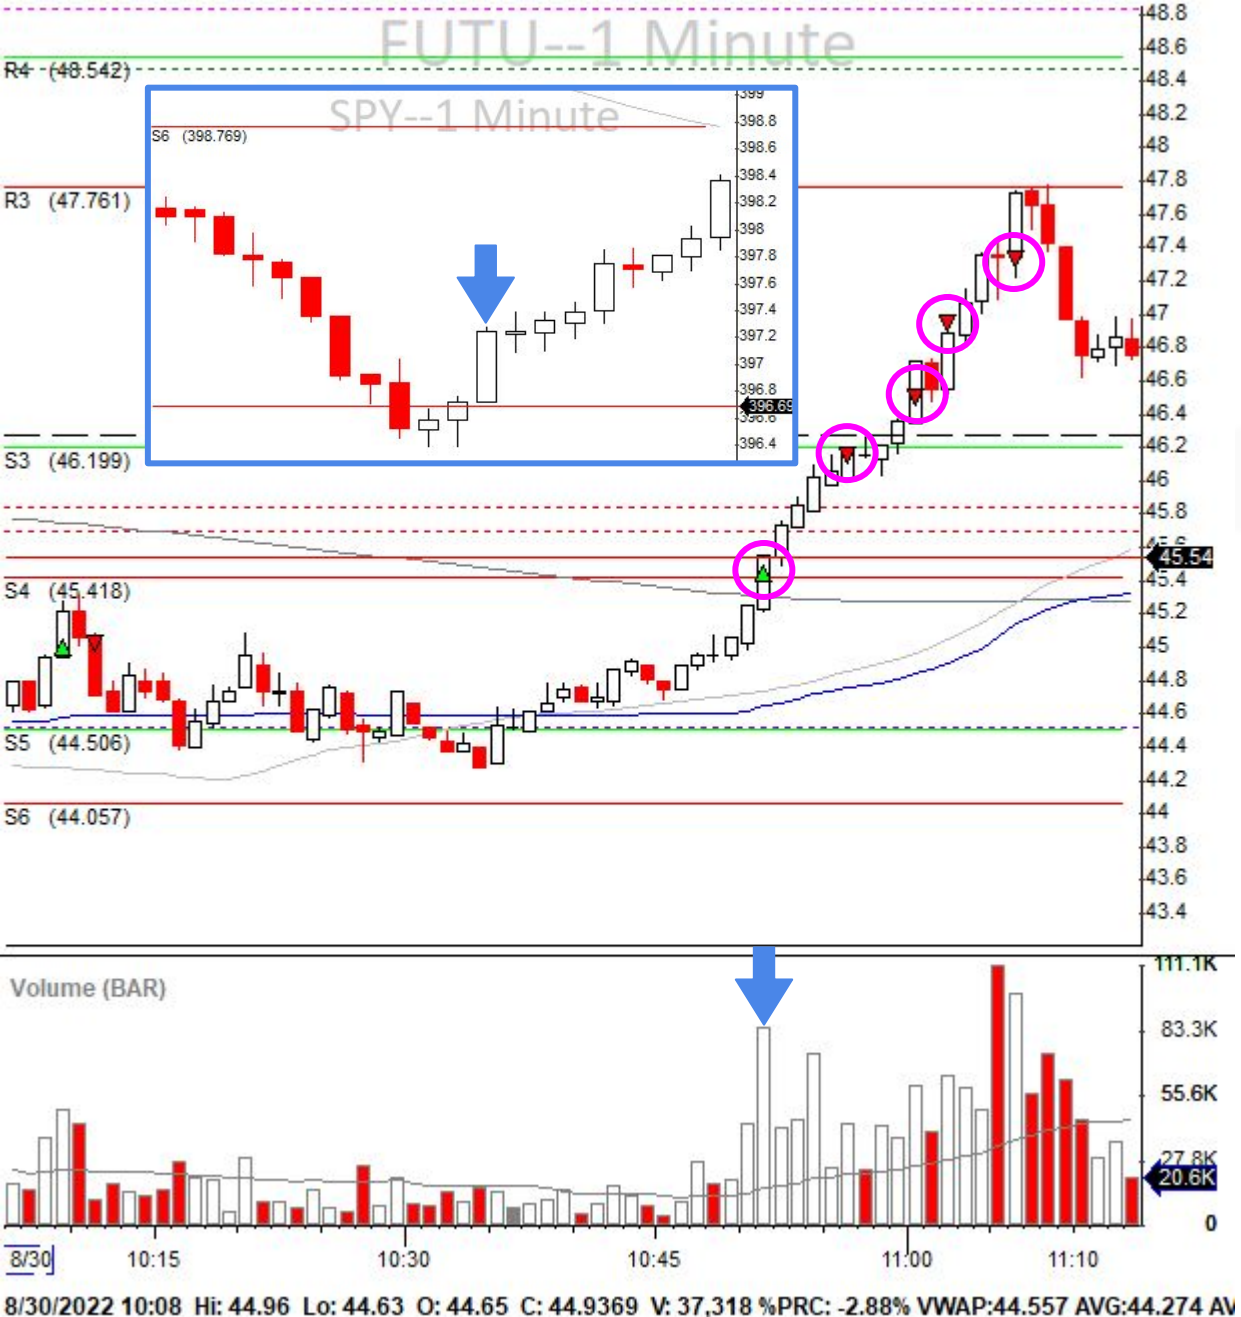 FUTU--1 Minute
R4 (48.542)
R3 (47.761)
S3 (46.199)
S4 (45.418)
S5 (44.506)
S6 (44.057)
SPY--1 Minute
S6 (398.769)
399
398.8
398.6
398.4
398.2
398
397.8
397.6
397.4
397.2
397
396.8
396.69
396.6
396.4
48.8
48.6
48.4
48.2
48
47.8
47.6
47.4
47.2
47
46.8
46.6
46.4
46.2
46
45.8
45.6
45.54
45.4
45.2
45
44.8
44.6
44.4
44.2
44
43.8
43.6
43.4
Volume (BAR)
111.1K
83.3K
55.6K
27.8K
20.6K
0
8/30 10:15 10:30 10:45 11:00 11:10
8/30/2022 10:08 Hi: 44.96 Lo: 44.63 O: 44.65 C: 44.9369 V: 37,318 %PRC: -2.88% VWAP:44.557 AVG:44.274 AV